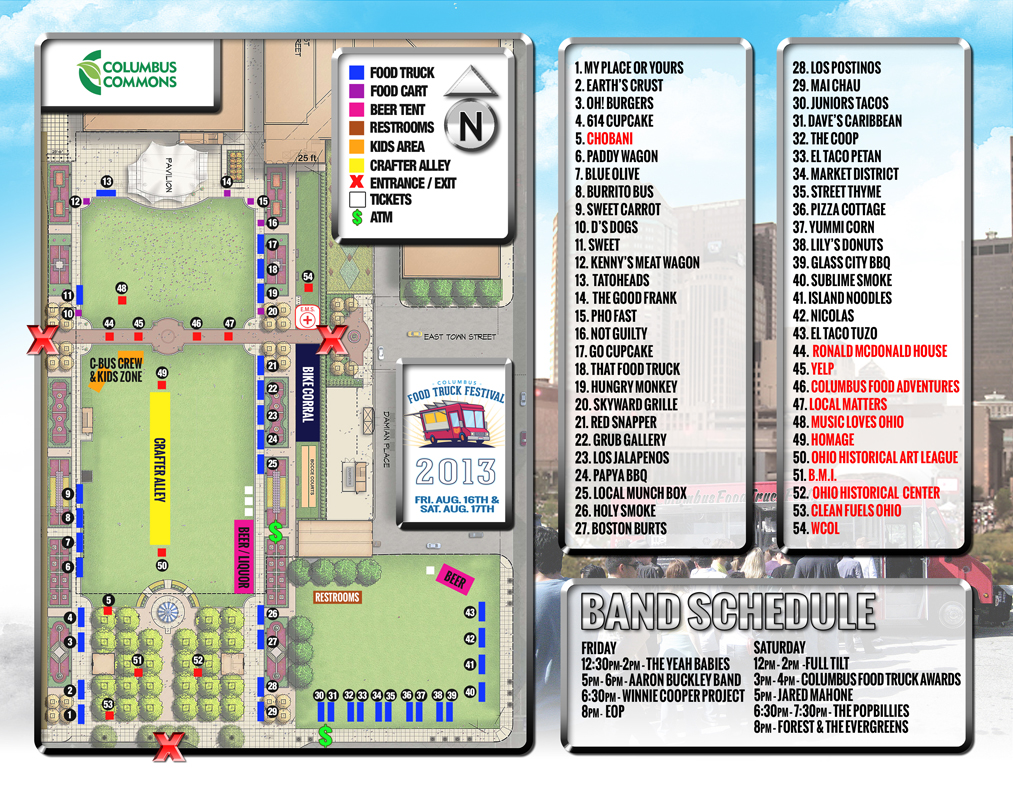 COLUMBUS
COMMONS
FOOD TRUCK
FOOD CART
BEER TENT
RESTROOMS
KIDS AREA
CRAFTER ALLEY
X ENTRANCE / EXIT
TICKETS
$ ATM
N
25 ft
STREET
PAVILION
13
14
12
15
16
17
18
54
48
11
19
10
20
E.M.S.
44
45
46
47
X
X
EAST TOWN STREET
C-BUS CREW
& KIDS ZONE
49
21
22
23
24
25
BIKE CORRAL
CRAFTER ALLEY
BOCCE COURTS
DAMIAN PLACE
9
8
7
6
50
BEER / LIQUOR
$
BEER
RESTROOMS
5
4
3
26
27
51
52
2
28
1
53
29
43
42
41
40
30
31
32
33
34
35
36
37
38
39
$
X
COLUMBUS
FOOD TRUCK FESTIVAL
2013
FRI. AUG. 16TH &
SAT. AUG. 17TH
1. MY PLACE OR YOURS
2. EARTH'S CRUST
3. OH! BURGERS
4. 614 CUPCAKE
5. CHOBANI
6. PADDY WAGON
7. BLUE OLIVE
8. BURRITO BUS
9. SWEET CARROT
10. D'S DOGS
11. SWEET
12. KENNY'S MEAT WAGON
13. TATOHEADS
14. THE GOOD FRANK
15. PHO FAST
16. NOT GUILTY
17. GO CUPCAKE
18. THAT FOOD TRUCK
19. HUNGRY MONKEY
20. SKYWARD GRILLE
21. RED SNAPPER
22. GRUB GALLERY
23. LOS JALAPENOS
24. PAPYA BBQ
25. LOCAL MUNCH BOX
26. HOLY SMOKE
27. BOSTON BURTS
28. LOS POSTINOS
29. MAI CHAU
30. JUNIORS TACOS
31. DAVE'S CARIBBEAN
32. THE COOP
33. EL TACO PETAN
34. MARKET DISTRICT
35. STREET THYME
36. PIZZA COTTAGE
37. YUMMI CORN
38. LILY'S DONUTS
39. GLASS CITY BBQ
40. SUBLIME SMOKE
41. ISLAND NOODLES
42. NICOLAS
43. EL TACO TUZO
44. RONALD MCDONALD HOUSE
45. YELP
46. COLUMBUS FOOD ADVENTURES
47. LOCAL MATTERS
48. MUSIC LOVES OHIO
49. HOMAGE
50. OHIO HISTORICAL ART LEAGUE
51. B.M.I.
52. OHIO HISTORICAL CENTER
53. CLEAN FUELS OHIO
54. WCOL
BAND SCHEDULE
FRIDAY
12:30PM-2PM - THE YEAH BABIES
5PM - 6PM - AARON BUCKLEY BAND
6:30PM - WINNIE COOPER PROJECT
8PM - EOP
SATURDAY
12PM - 2PM - FULL TILT
3PM - 4PM - COLUMBUS FOOD TRUCK AWARDS
5PM - JARED MAHONE
6:30PM - 7:30PM - THE POPBILLIES
8PM - FOREST & THE EVERGREENS